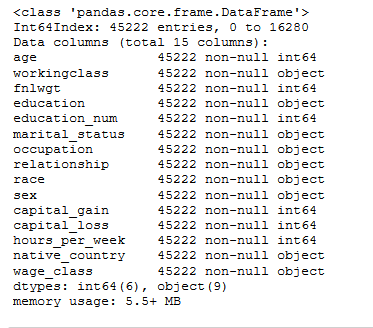 <class 'pandas.core.frame.DataFrame'>
Int64Index: 45222 entries, 0 to 16280
Data columns (total 15 columns):
age               45222 non-null int64
workingclass      45222 non-null object
fnlwgt            45222 non-null int64
education         45222 non-null object
education_num     45222 non-null int64
marital_status    45222 non-null object
occupation        45222 non-null object
relationship      45222 non-null object
race              45222 non-null object
sex               45222 non-null object
capital_gain      45222 non-null int64
capital_loss      45222 non-null int64
hours_per_week    45222 non-null int64
native_country    45222 non-null object
wage_class        45222 non-null object
dtypes: int64(6), object(9)
memory usage: 5.5+ MB